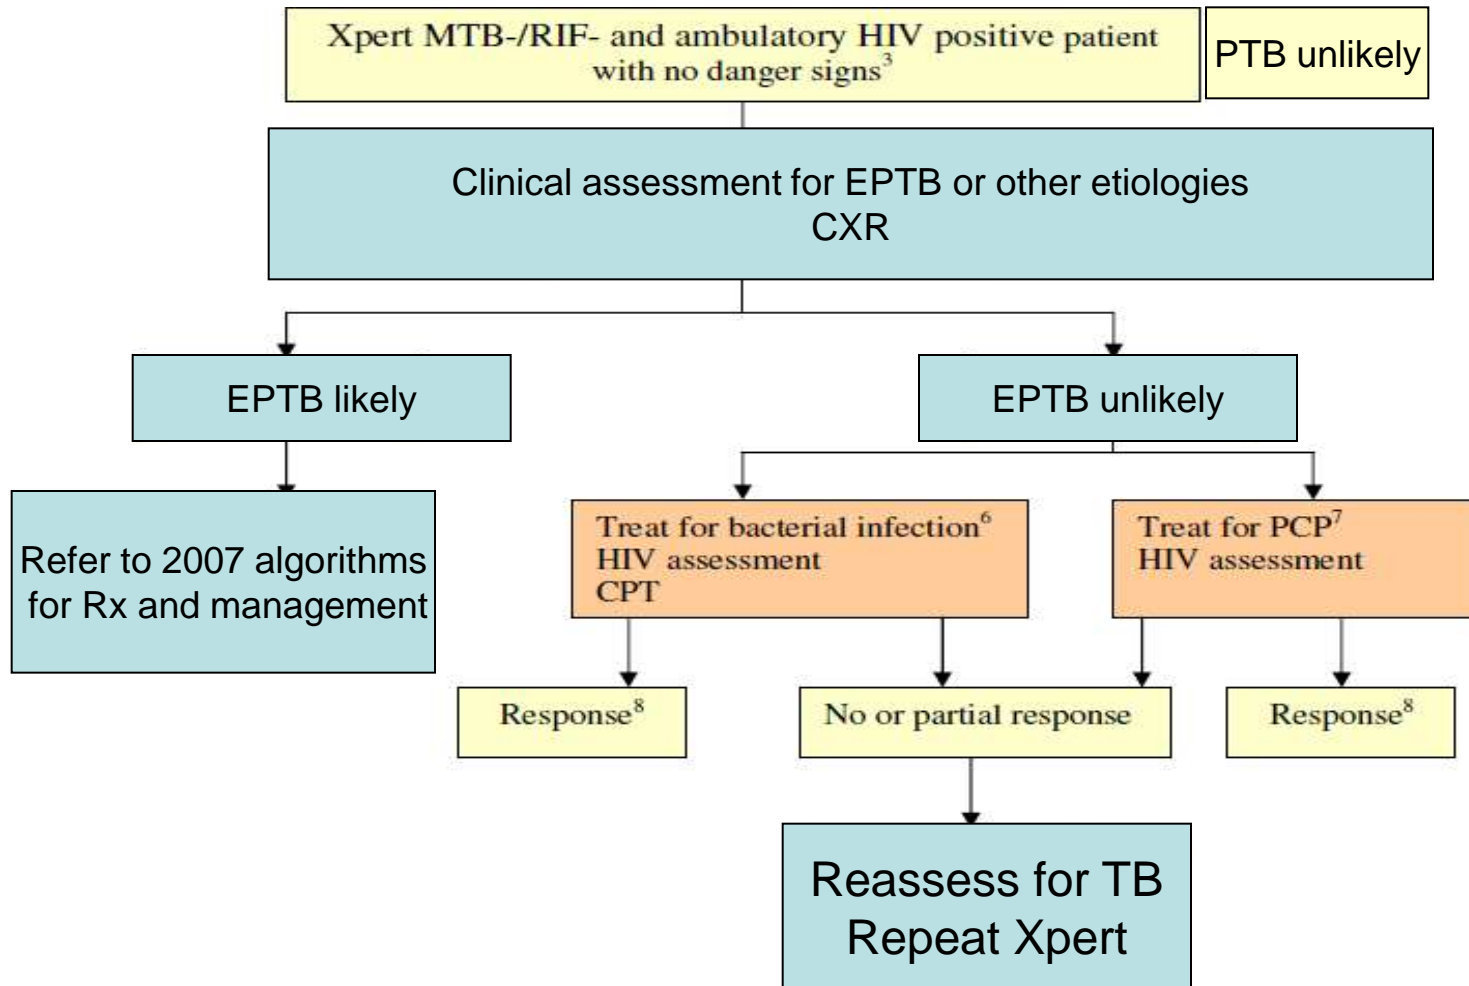 Xpert MTB-/RIF- and ambulatory HIV positive patient
with no danger signs³
PTB unlikely
Clinical assessment for EPTB or other etiologies
CXR
EPTB likely
EPTB unlikely
Refer to 2007 algorithms
for Rx and management
Treat for bacterial infection⁶
HIV assessment
CPT
Treat for PCP⁷
HIV assessment
Response⁸
No or partial response
Response⁸
Reassess for TB
Repeat Xpert